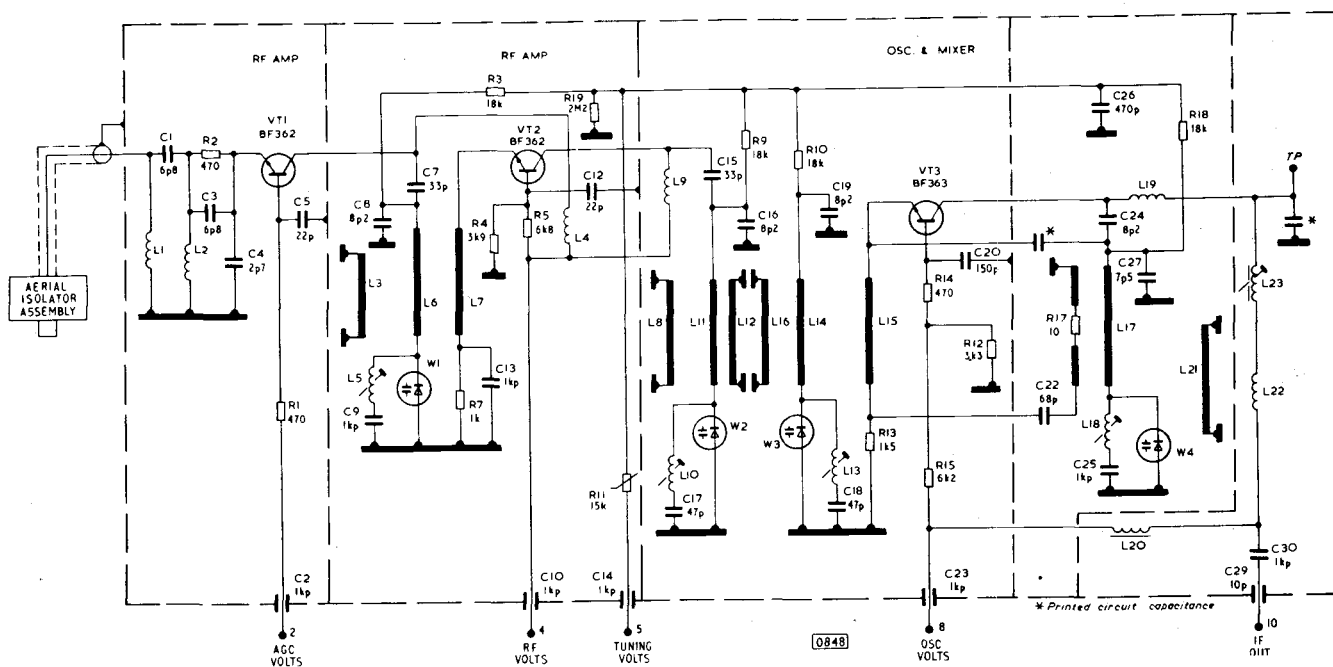 RF AMP
RF AMP
OSC. & MIXER
R3
18k
R19
2M2
C26
470p
R18
18k
VT1
BF362
C1
6p8
R2
470
VT2
BF362
R9
18k
R10
18k
TP
C3
6p8
C5
22p
C7
33p
C12
22p
C15
33p
C19
8p2
VT3
BF363
L19
*
C8
8p2
R4
3k9
R5
6k8
L4
L9
C16
8p2
*
C24
8p2
C20
150p
C27
7p5
L1
L2
C4
2p7
L3
L6
L7
L8
L11
L12
L16
L14
L15
R14
470
R17
10
L17
L23
AERIAL
ISOLATOR
ASSEMBLY
R12
3k3
L21
L22
L5
W1
C13
1kp
C9
1kp
R7
1k
R1
470
W2
W3
R13
1k5
C22
68p
L18
W4
C25
1kp
L10
L13
C17
47p
C18
47p
R11
15k
R15
6k2
L20
C30
1kp
C2
1kp
C10
1kp
C14
1kp
C23
1kp
C29
10p
* Printed circuit capacitance
2
4
5
8
10
AGC
VOLTS
RF
VOLTS
TUNING
VOLTS
0848
OSC
VOLTS
IF
OUT